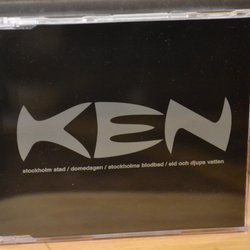 KEN
stockholm stad / domedagen / stockholms blodbad / eld och djupa vatten